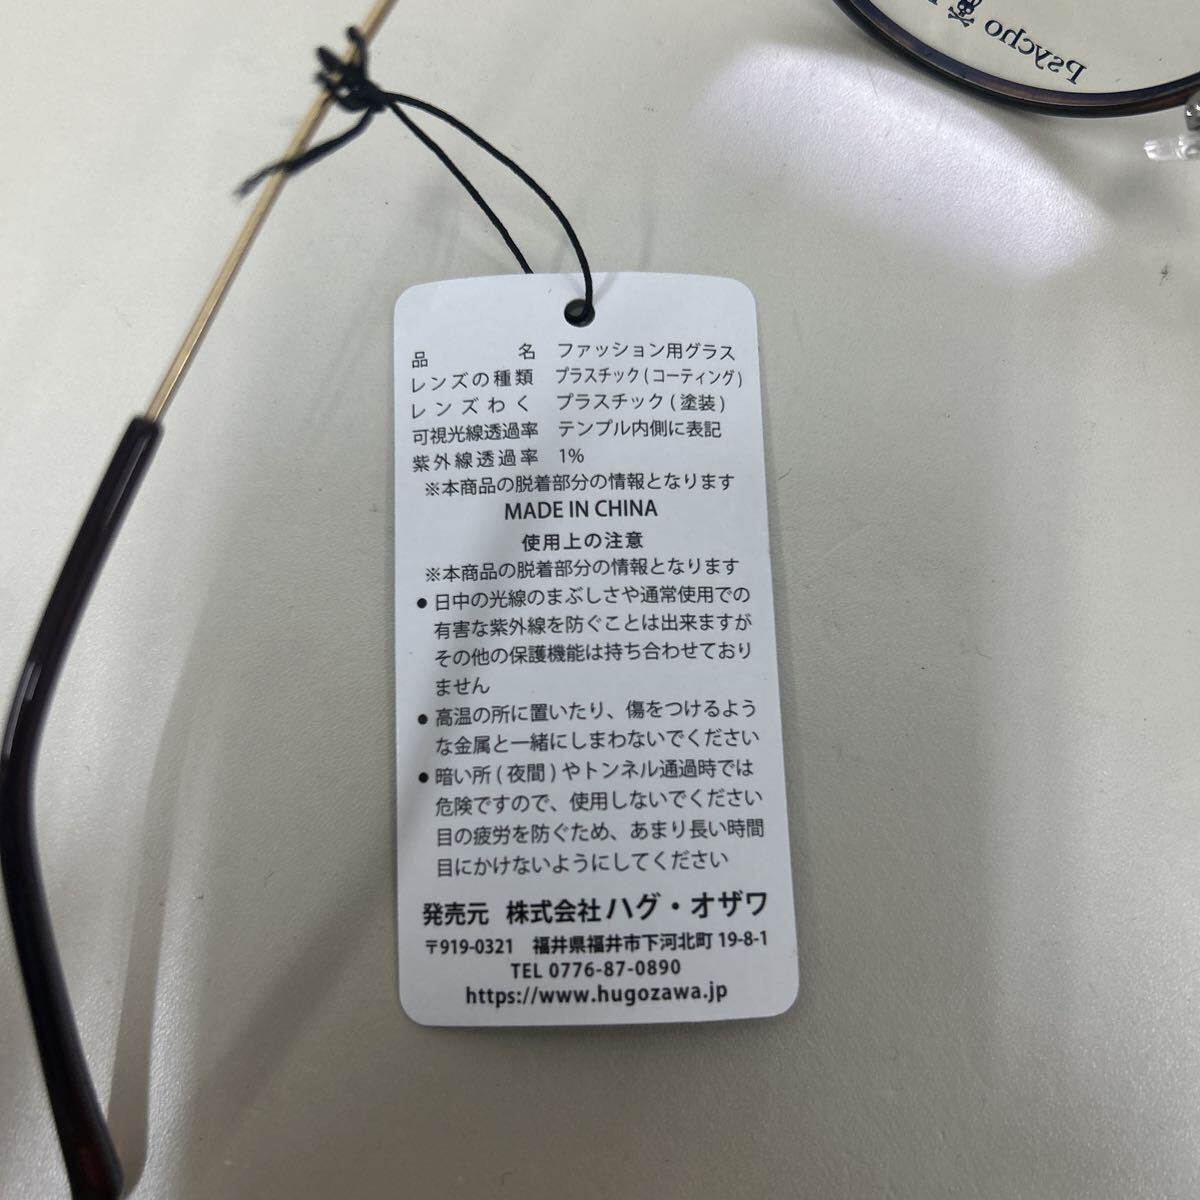 Psycho
品名 ファッション用グラス
レンズの種類 プラスチック(コーティング)
レンズわく プラスチック(塗装)
可視光線透過率 テンプル内側に表記
紫外線透過率 1%
※本商品の脱着部分の情報となります
MADE IN CHINA
使用上の注意
※本商品の脱着部分の情報となります
● 日中の光線のまぶしさや通常使用での
有害な紫外線を防ぐことは出来ますが
その他の保護機能は持ち合わせており
ません
● 高温の所に置いたり、傷をつけるよう
な金属と一緒にしまわないでください
● 暗い所(夜間)やトンネル通過時では
危険ですので、使用しないでください
目の疲労を防ぐため、あまり長い時間
目にかけないようにしてください
発売元 株式会社ハグ・オザワ
〒919-0321 福井県福井市下河北町 19-8-1
TEL 0776-87-0890
https://www.hugozawa.jp